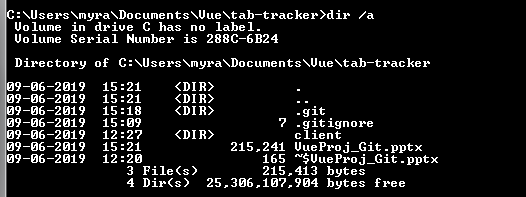 C:\Users\myra\Documents\Vue\tab-tracker>dir /a
Volume in drive C has no label.
Volume Serial Number is 288C-6B24
Directory of C:\Users\myra\Documents\Vue\tab-tracker
09-06-2019 15:21 <DIR> .
09-06-2019 15:21 <DIR> ..
09-06-2019 15:18 <DIR> .git
09-06-2019 15:09 7 .gitignore
09-06-2019 12:27 <DIR> client
09-06-2019 15:21 215,241 VueProj_Git.pptx
09-06-2019 12:20 165 ~$VueProj_Git.pptx
3 File(s) 215,413 bytes
4 Dir(s) 25,306,107,904 bytes free